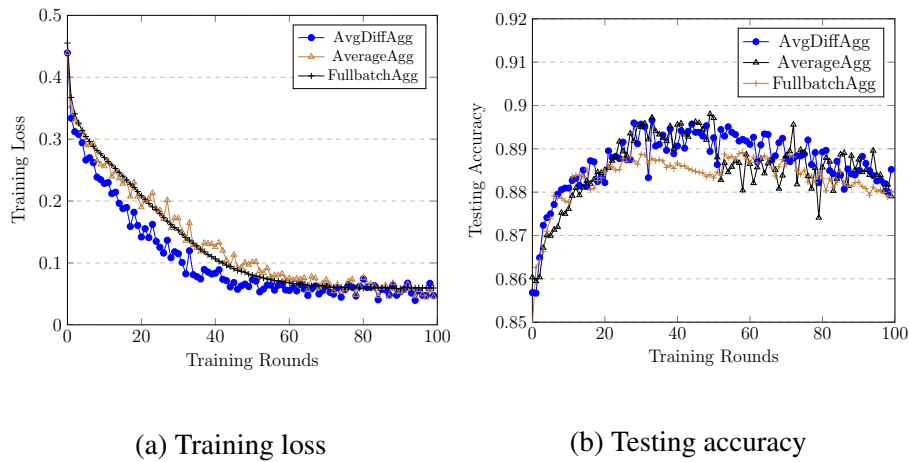 0.5
0.4
0.3
0.2
0.1
0
0 20 40 60 80 100
Training Loss
Training Rounds
AvgDiffAgg
AverageAgg
FullbatchAgg
(a) Training loss
0.92
0.91
0.9
0.89
0.88
0.87
0.86
0.85
0 20 40 60 80 100
Testing Accuracy
Training Rounds
AvgDiffAgg
AverageAgg
FullbatchAgg
(b) Testing accuracy